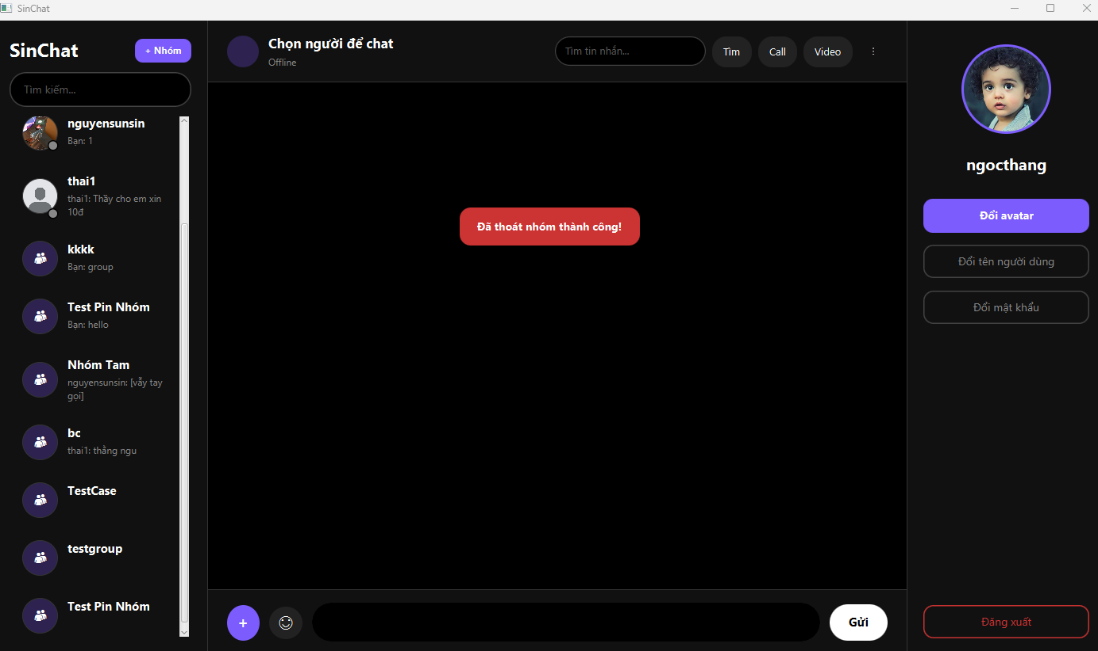 SinChat
SinChat
+ Nhóm
Tìm kiếm...
nguyensunsin
Bạn: 1
thai1
thai1: Thầy cho em xin
10đ
kkkk
Bạn: group
Test Pin Nhóm
Bạn: hello
Nhóm Tam
nguyensunsin: [vẫy tay
gọi]
bc
thai1: thằng ngu
TestCase
testgroup
Test Pin Nhóm
Chọn người để chat
Offline
Tìm tin nhắn...
Tìm
Call
Video
Đã thoát nhóm thành công!
+
Gửi
ngocthang
Đổi avatar
Đổi tên người dùng
Đổi mật khẩu
Đăng xuất